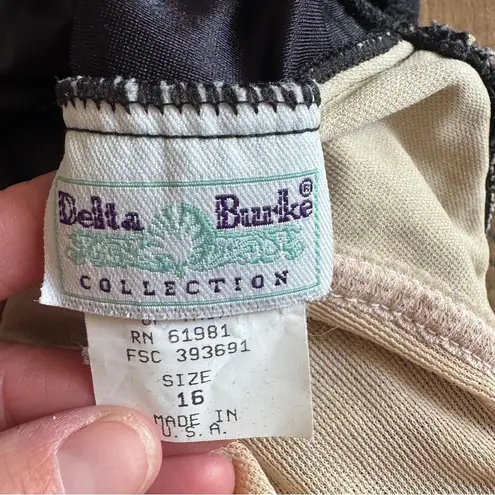 Delta Burke®
COLLECTION
RN 61981
FSC 393691
SIZE
16
MADE IN
U.S.A.